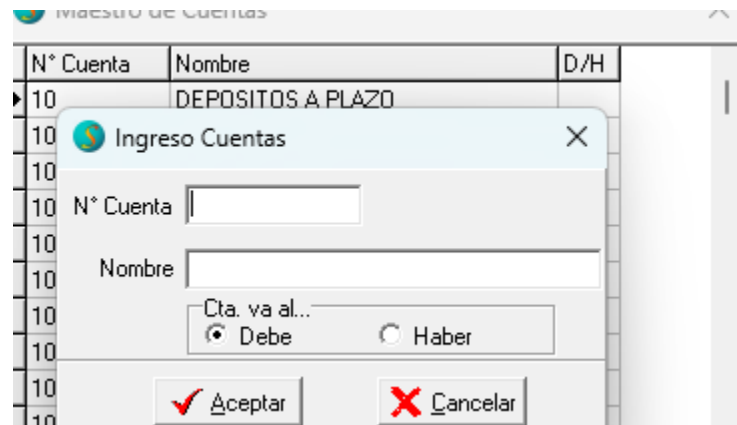 Maestro de Cuentas
N° Cuenta Nombre D/H
10 DEPOSITOS A PLAZO
10 Ingreso Cuentas
10
10 N° Cuenta
10
10 Nombre
10 Cta. va al...
10 Debe Haber
10 Aceptar Cancelar
10